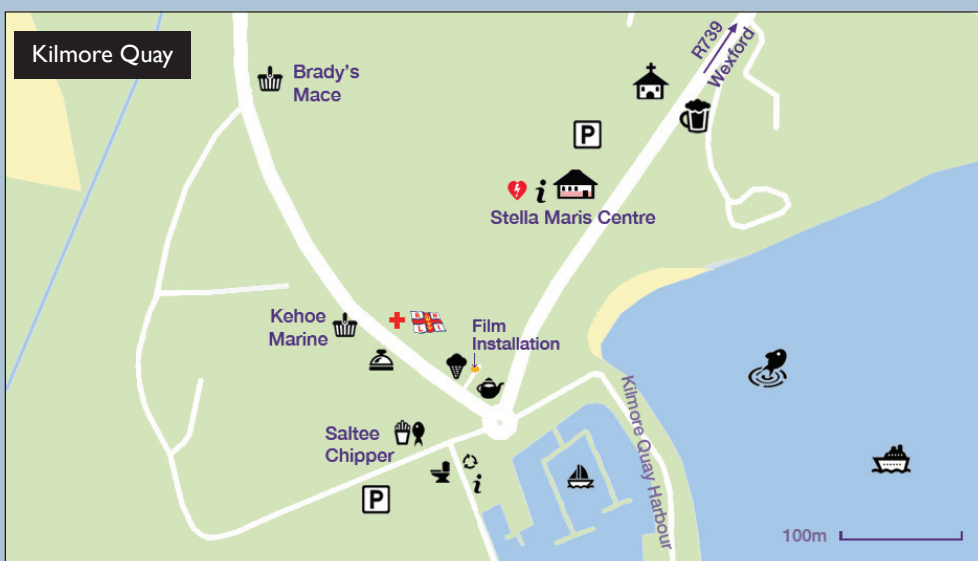 Kilmore Quay
Brady's
Mace
R739
Wexford
P
i
Stella Maris Centre
Kehoe
Marine
Film
Installation
Saltee
Chipper
i
P
Kilmore Quay Harbour
100m